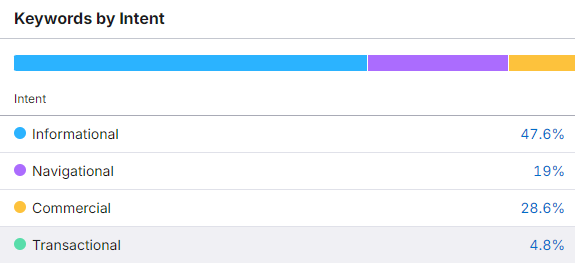 Keywords by Intent
Intent
Informational 47.6%
Navigational 19%
Commercial 28.6%
Transactional 4.8%